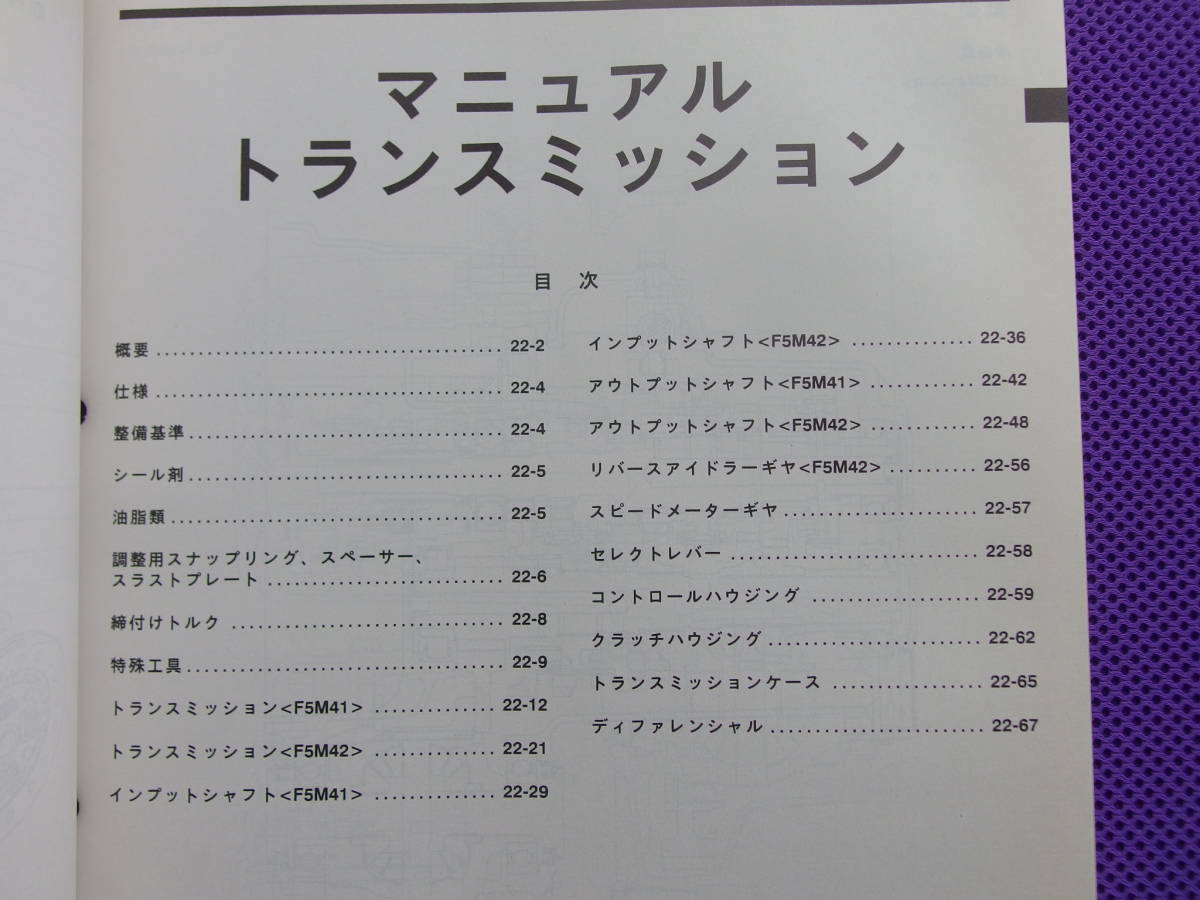 マニュアル
トランスミッション
目 次
概要 ........................................ 22-2
仕様 ........................................ 22-4
整備基準 .................................... 22-4
シール剤 .................................... 22-5
油脂類 ...................................... 22-5
調整用スナップリング、スペーサー、
スラストプレート ........................... 22-6
締付けトルク ............................... 22-8
特殊工具 .................................... 22-9
トランスミッション<F5M41> .............. 22-12
トランスミッション<F5M42> .............. 22-21
インプットシャフト<F5M41> .............. 22-29
インプットシャフト<F5M42> .............. 22-36
アウトプットシャフト<F5M41> ............ 22-42
アウトプットシャフト<F5M42> ............ 22-48
リバースアイドラーギヤ<F5M42> .......... 22-56
スピードメーターギヤ ...................... 22-57
セレクトレバー ............................ 22-58
コントロールハウジング ................... 22-59
クラッチハウジング ........................ 22-62
トランスミッションケース ................. 22-65
ディファレンシャル ........................ 22-67